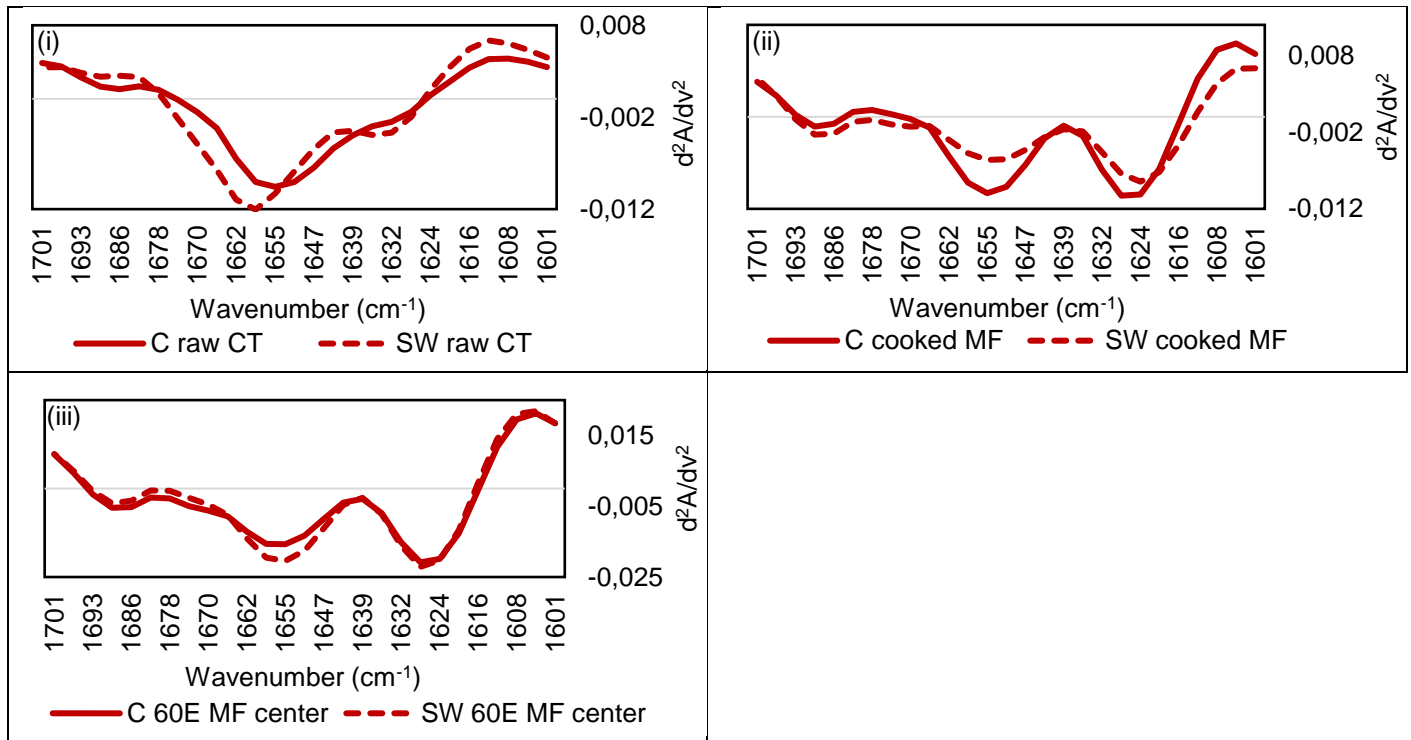 (i)
0,008
-0,002
-0,012
d²A/dv²
1701 1693 1686 1678 1670 1662 1655 1647 1639 1632 1624 1616 1608 1601
Wavenumber (cm⁻¹)
C raw CT SW raw CT
(ii)
0,008
-0,002
-0,012
d²A/dv²
1701 1693 1686 1678 1670 1662 1655 1647 1639 1632 1624 1616 1608 1601
Wavenumber (cm⁻¹)
C cooked MF SW cooked MF
(iii)
0,015
-0,005
-0,025
d²A/dv²
1701 1693 1686 1678 1670 1662 1655 1647 1639 1632 1624 1616 1608 1601
Wavenumber (cm⁻¹)
C 60E MF center SW 60E MF center